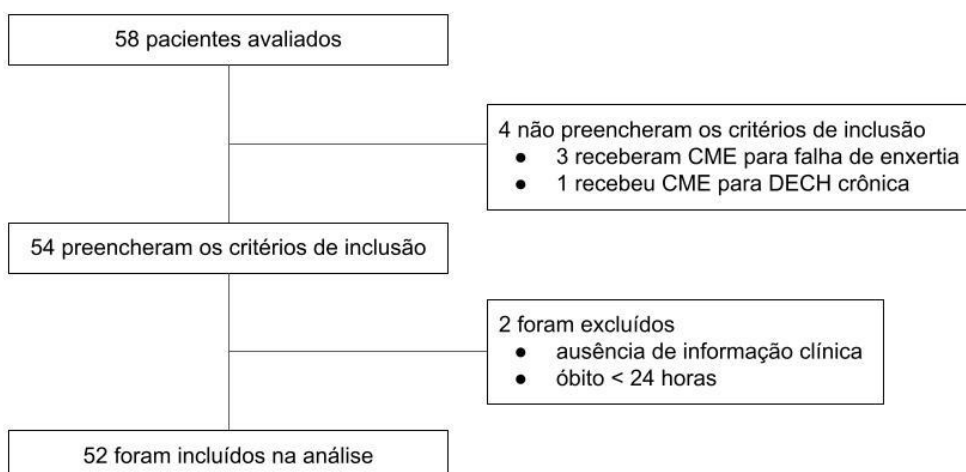 58 pacientes avaliados
4 não preencheram os critérios de inclusão
● 3 receberam CME para falha de enxertia
● 1 recebeu CME para DECH crônica
54 preencheram os critérios de inclusão
2 foram excluídos
● ausência de informação clínica
● óbito < 24 horas
52 foram incluídos na análise